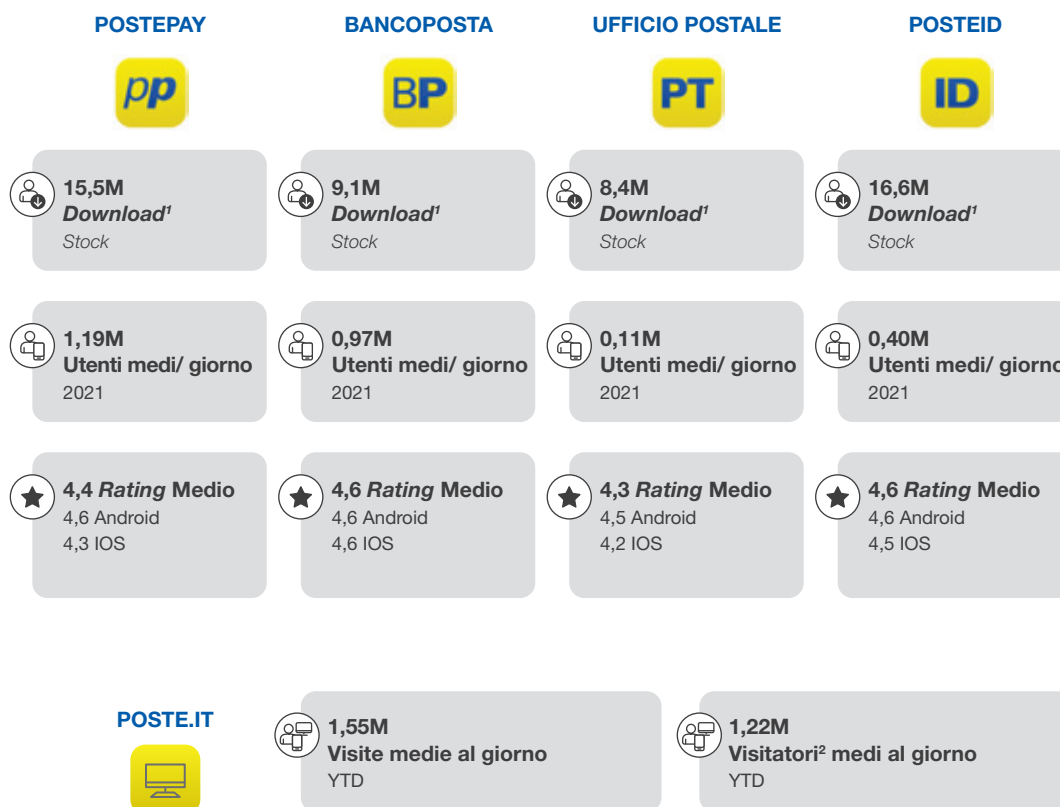 POSTEPAY
BANCOPOSTA
UFFICIO POSTALE
POSTEID
pp
BP
PT
ID
15,5M
Download¹
Stock
9,1M
Download¹
Stock
8,4M
Download¹
Stock
16,6M
Download¹
Stock
1,19M
Utenti medi/ giorno
2021
0,97M
Utenti medi/ giorno
2021
0,11M
Utenti medi/ giorno
2021
0,40M
Utenti medi/ giorno
2021
4,4 Rating Medio
4,6 Android
4,3 IOS
4,6 Rating Medio
4,6 Android
4,6 IOS
4,3 Rating Medio
4,5 Android
4,2 IOS
4,6 Rating Medio
4,6 Android
4,5 IOS
POSTE.IT
1,55M
Visite medie al giorno
YTD
1,22M
Visitatori² medi al giorno
YTD